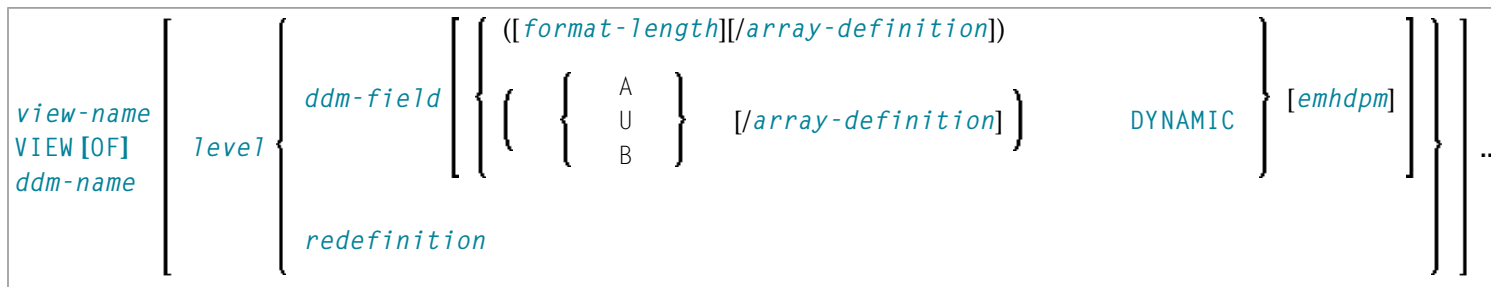 ([format-length][/array-definition])
A
view-name ddm-field ( U [/array-definition] ) DYNAMIC [emhdpm]
VIEW [OF] level B ..
ddm-name
redefinition